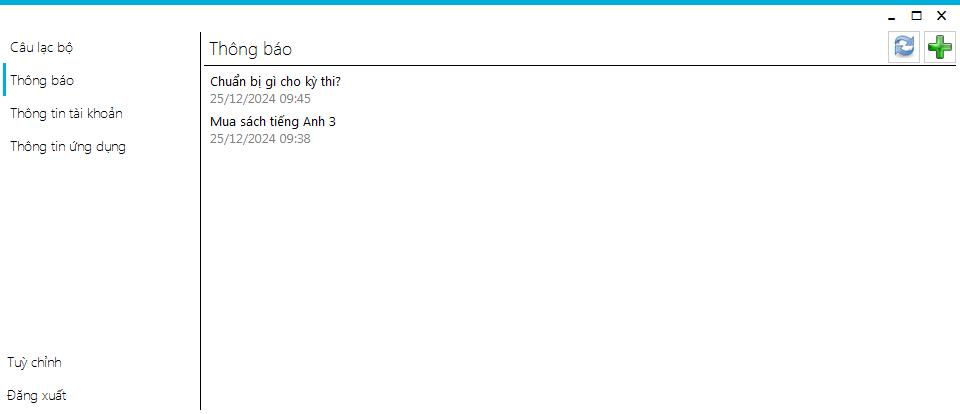 Câu lạc bộ
Thông báo
Thông tin tài khoản
Thông tin ứng dụng
Tuỳ chỉnh
Đăng xuất
Thông báo
Chuẩn bị gì cho kỳ thi?
25/12/2024 09:45
Mua sách tiếng Anh 3
25/12/2024 09:38